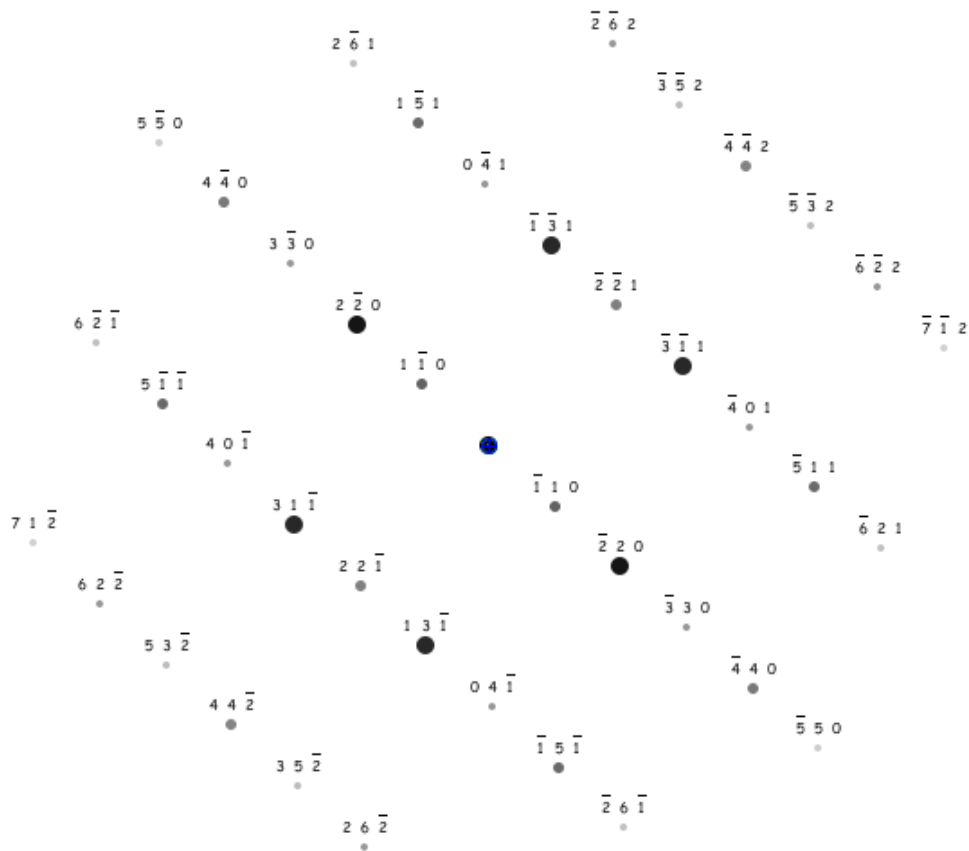 2̅ 6̅ 2
2 6̅ 1
3̅ 5̅ 2
1 5̅ 1
5 5̅ 0
4̅ 4̅ 2
0 4̅ 1
4 4̅ 0
5̅ 3̅ 2
1̅ 3̅ 1
3 3̅ 0
6̅ 2̅ 2
2̅ 2̅ 1
2 2̅ 0
6 2̅ 1̅
7̅ 1̅ 2
3̅ 1̅ 1
1 1̅ 0
5 1̅ 1̅
4̅ 0 1
4 0 1̅
5̅ 1 1
1̅ 1 0
3 1 1̅
7 1 2̅
6̅ 2 1
2̅ 2 0
2 2 1̅
6 2 2̅
3̅ 3 0
1 3 1̅
5 3 2̅
4̅ 4 0
0 4 1̅
4 4 2̅
5̅ 5 0
1̅ 5 1̅
3 5 2̅
2̅ 6 1̅
2 6 2̅